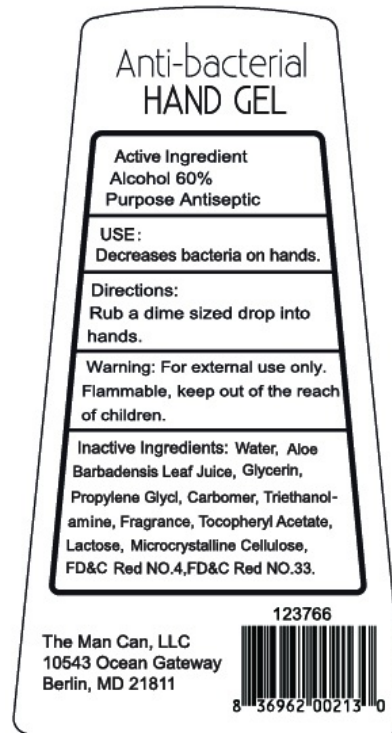 Anti-bacterial
HAND GEL
Active Ingredient
Alcohol 60%
Purpose Antiseptic
USE:
Decreases bacteria on hands.
Directions:
Rub a dime sized drop into
hands.
Warning: For external use only.
Flammable, keep out of the reach
of children.
Inactive Ingredients: Water, Aloe
Barbadensis Leaf Juice, Glycerin,
Propylene Glycl, Carbomer, Triethanol-
amine, Fragrance, Tocopheryl Acetate,
Lactose, Microcrystalline Cellulose,
FD&C Red NO.4,FD&C Red NO.33.
123766
The Man Can, LLC
10543 Ocean Gateway
Berlin, MD 21811
8 36962 00213 0